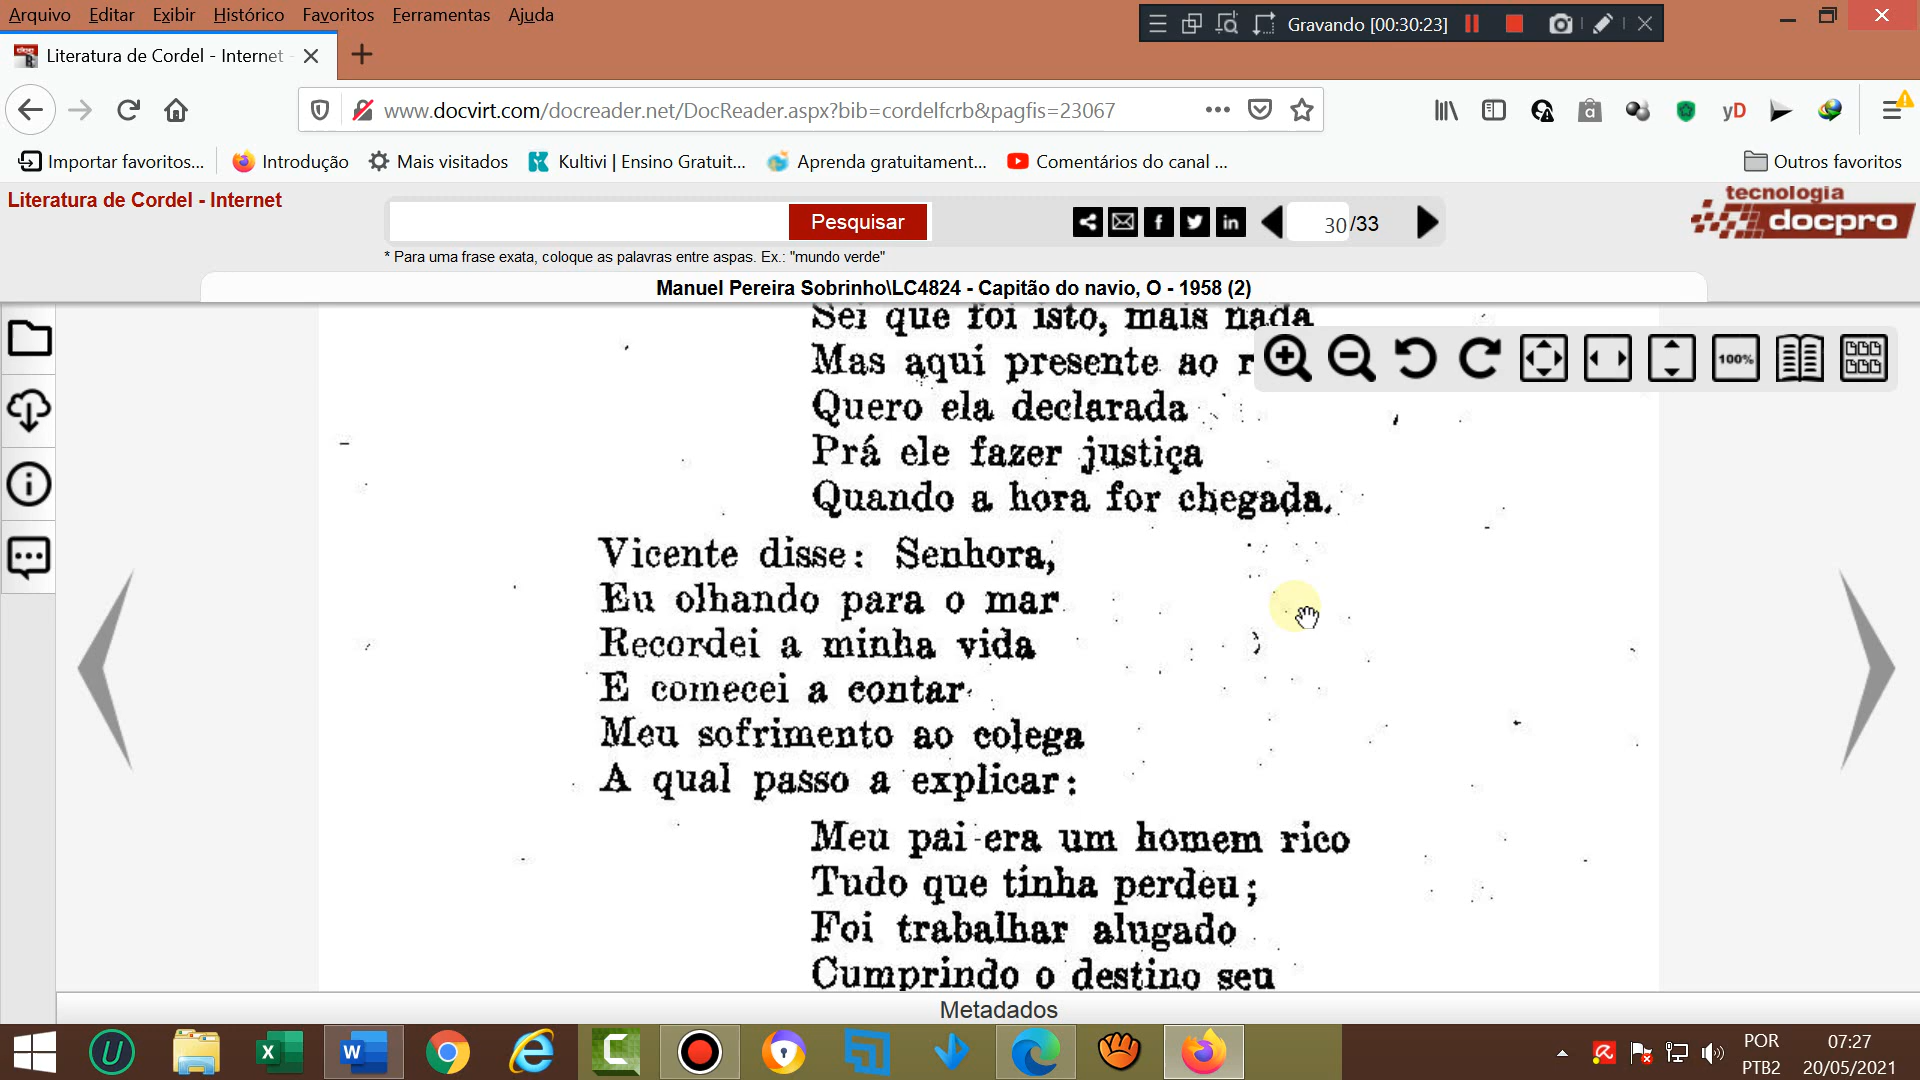 Arquivo Editar Exibir Histórico Favoritos Ferramentas Ajuda
Gravando [00:30:23]
Literatura de Cordel - Internet -
www.docvirt.com/docreader.net/DocReader.aspx?bib=cordelfcrb&pagfis=23067
Importar favoritos... Introdução Mais visitados Kultivi | Ensino Gratuit... Aprenda gratuitament... Comentários do canal ... Outros favoritos
Literatura de Cordel - Internet
Pesquisar
30 /33
tecnologia
docpro
* Para uma frase exata, coloque as palavras entre aspas. Ex.: "mundo verde"
Manuel Pereira Sobrinho\LC4824 - Capitão do navio, O - 1958 (2)
100%
Sei que foi isto, mais nada
Mas aqui presente ao r
Quero ela declarada
Prá ele fazer justiça
Quando a hora for chegada.
Vicente disse: Senhora,
Eu olhando para o mar
Recordei a minha vida
E comecei a contar
Meu sofrimento ao colega
A qual passo a explicar:
Meu pai era um homem rico
Tudo que tinha perdeu;
Foi trabalhar alugado
Cumprindo o destino seu
Metadados
POR
PTB2
07:27
20/05/2021